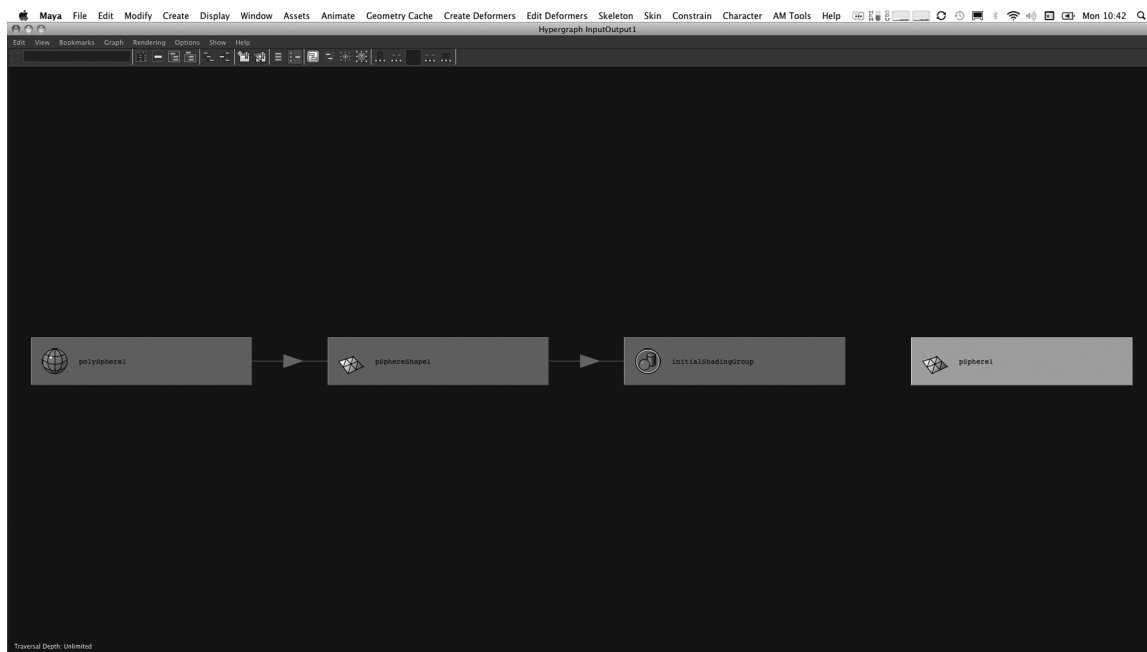 Maya File Edit Modify Create Display Window Assets Animate Geometry Cache Create Deformers Edit Deformers Skeleton Skin Constrain Character AM Tools Help Mon 10:42
Hypergraph InputOutput1
Edit View Bookmarks Graph Rendering Options Show Help
polySphere1 pSphereShape1 initialShadingGroup pSphere1
Traversal Depth: Unlimited